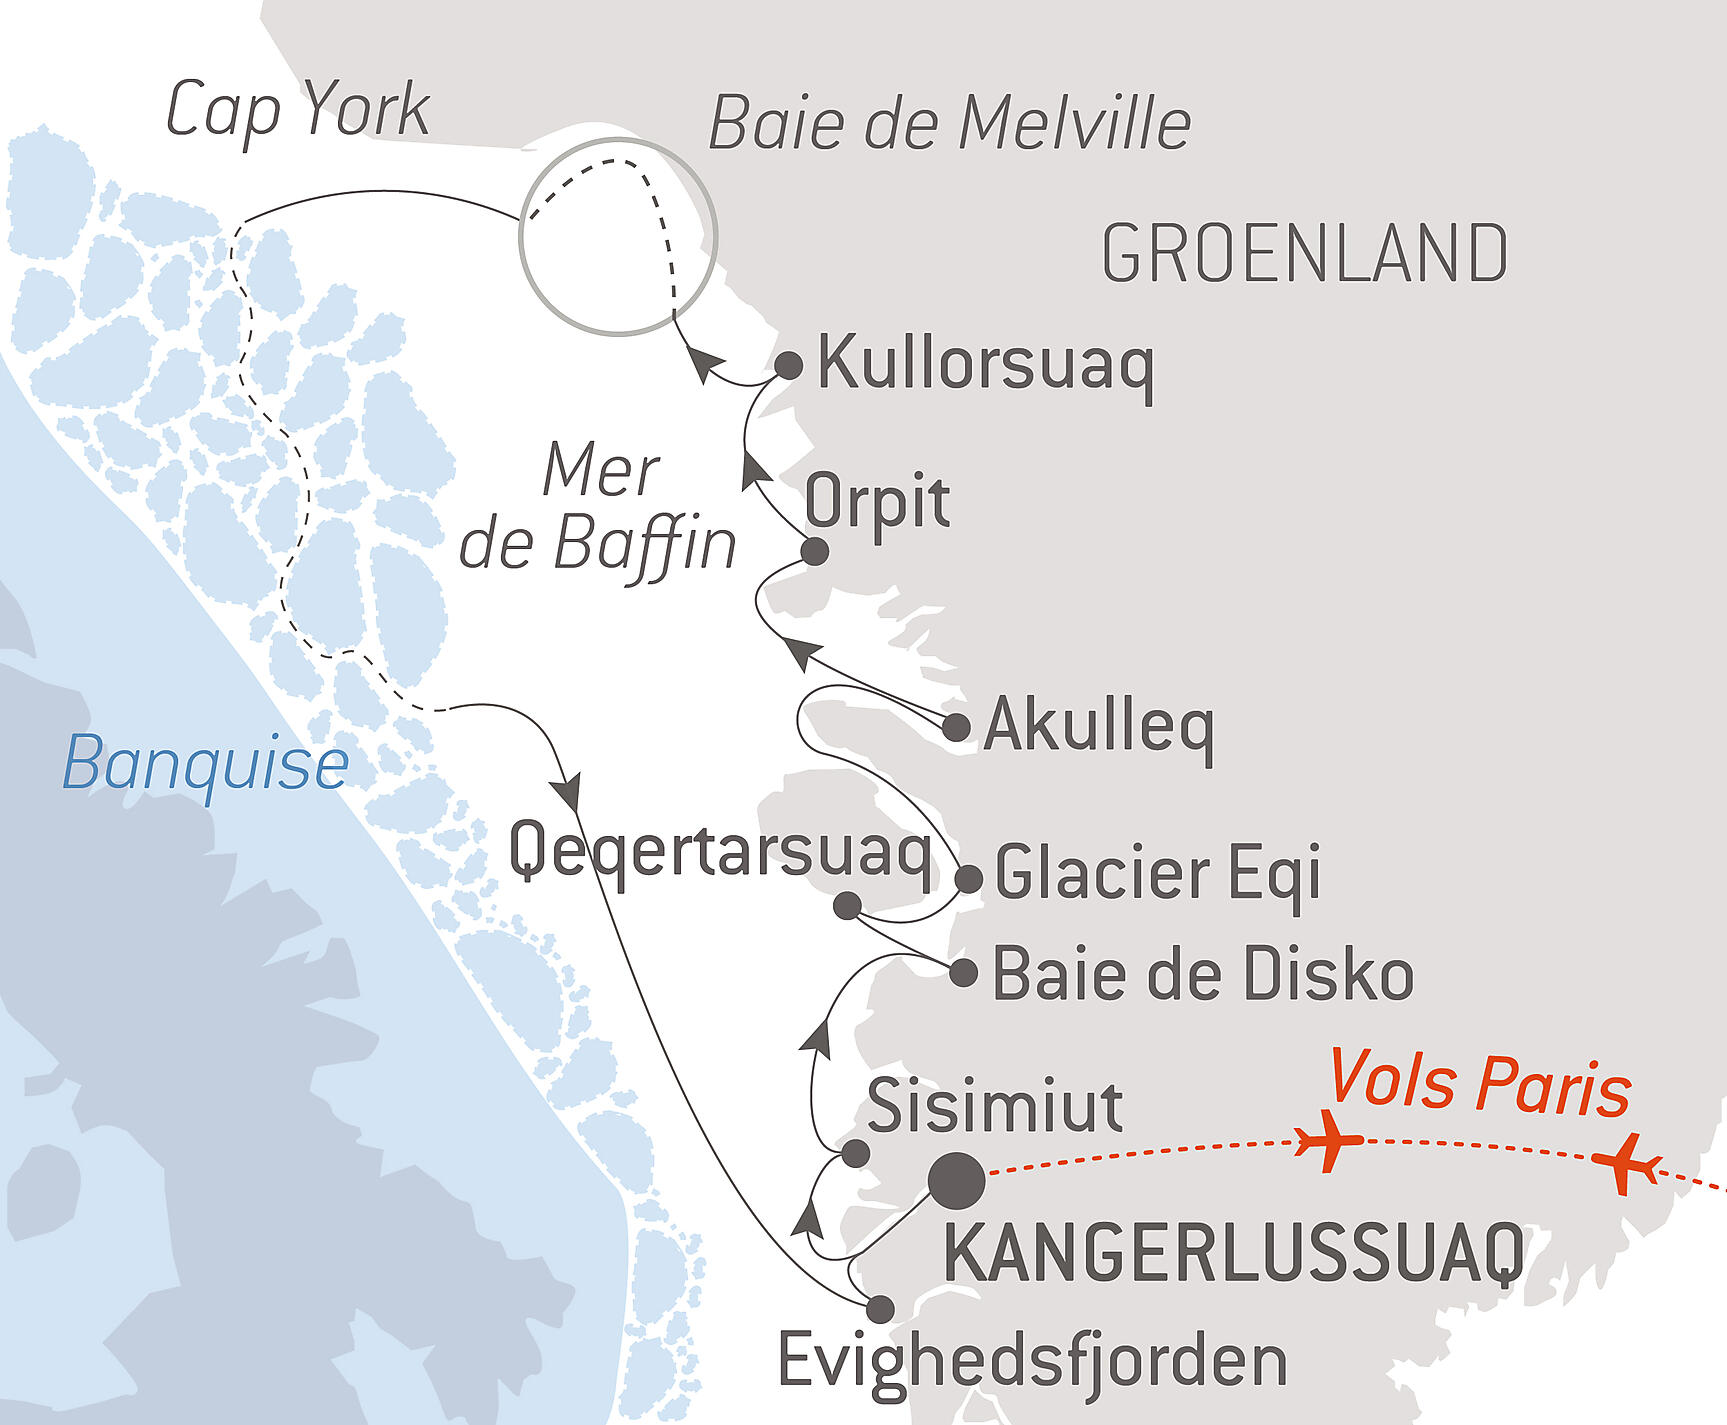 Cap York
Baie de Melville
GROENLAND
Kullorsuaq
Mer
de Baffin
Orpit
Akulleq
Banquise
Qeqertarsuaq
Glacier Eqi
Baie de Disko
Vols Paris
Sisimiut
KANGERLUSSUAQ
Evighedsfjorden